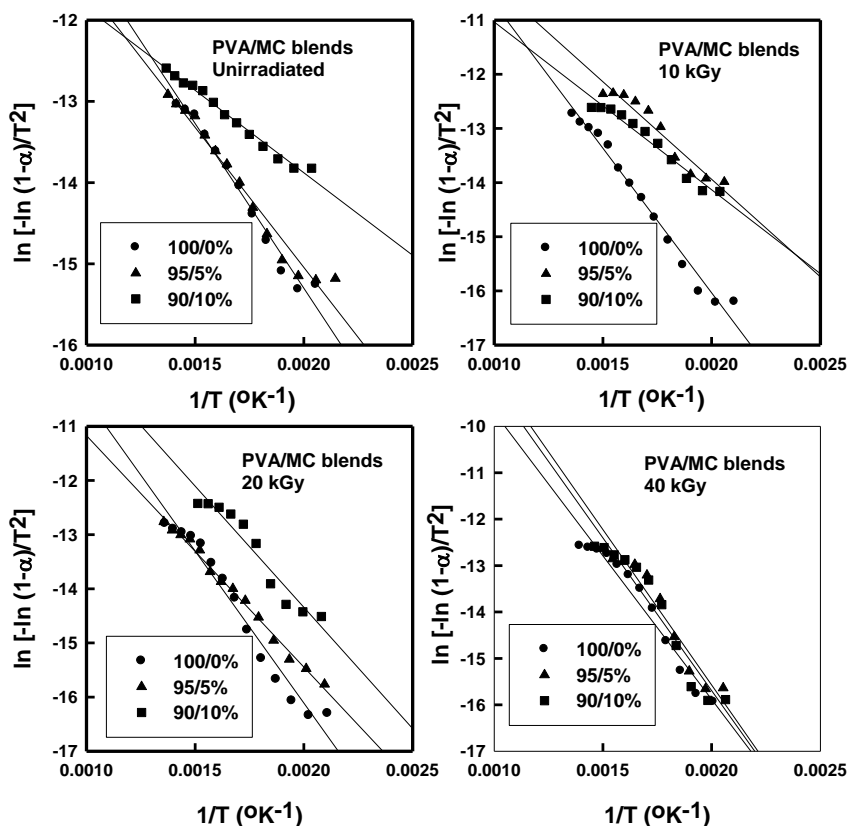 PVA/MC blends
Unirradiated
ln [-ln (1-α)/T2]
-12
-13
-14
-15
-16
100/0%
95/5%
90/10%
0.0010 0.0015 0.0020 0.0025
1/T (OK-1)
PVA/MC blends
10 kGy
ln [-ln (1-α)/T2]
-11
-12
-13
-14
-15
-16
-17
100/0%
95/5%
90/10%
0.0010 0.0015 0.0020 0.0025
1/T (OK-1)
PVA/MC blends
20 kGy
ln [-ln (1-α)/T2]
-11
-12
-13
-14
-15
-16
-17
100/0%
95/5%
90/10%
0.0010 0.0015 0.0020 0.0025
1/T (OK-1)
PVA/MC blends
40 kGy
ln [-ln (1-α)/T2]
-10
-11
-12
-13
-14
-15
-16
-17
100/0%
95/5%
90/10%
0.0010 0.0015 0.0020 0.0025
1/T (OK-1)